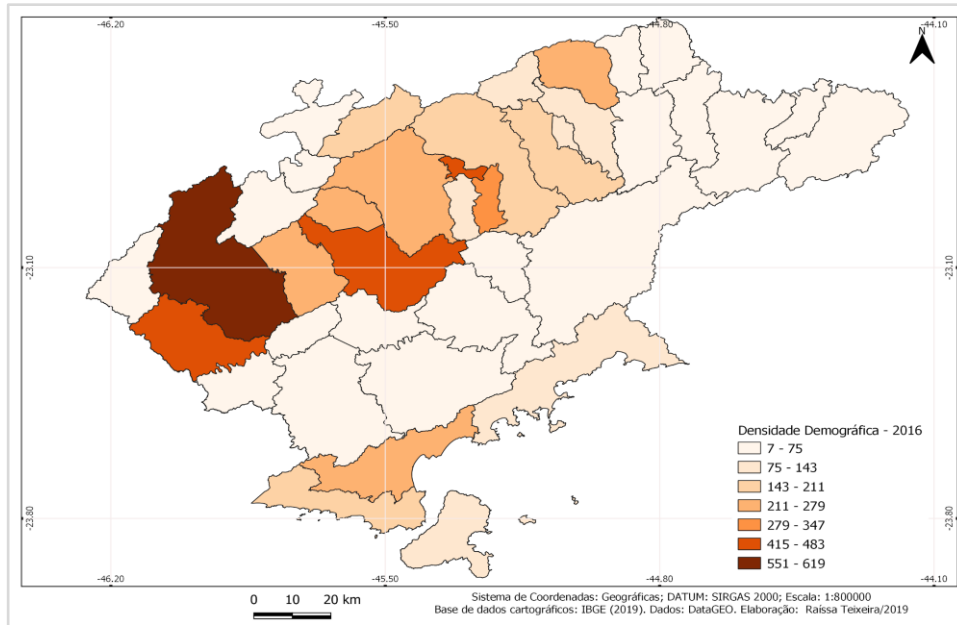 -46.20 -45.50 -44.80 -44.10
N
-23.10 -23.10
Densidade Demográfica - 2016
7 - 75
75 - 143
143 - 211
211 - 279
279 - 347
415 - 483
551 - 619
-23.80 -23.80
-46.20 -45.50 -44.80 -44.10
0 10 20 km
Sistema de Coordenadas: Geográficas; DATUM: SIRGAS 2000; Escala: 1:800000
Base de dados cartográficos: IBGE (2019). Dados: DataGEO. Elaboração: Raíssa Teixeira/2019